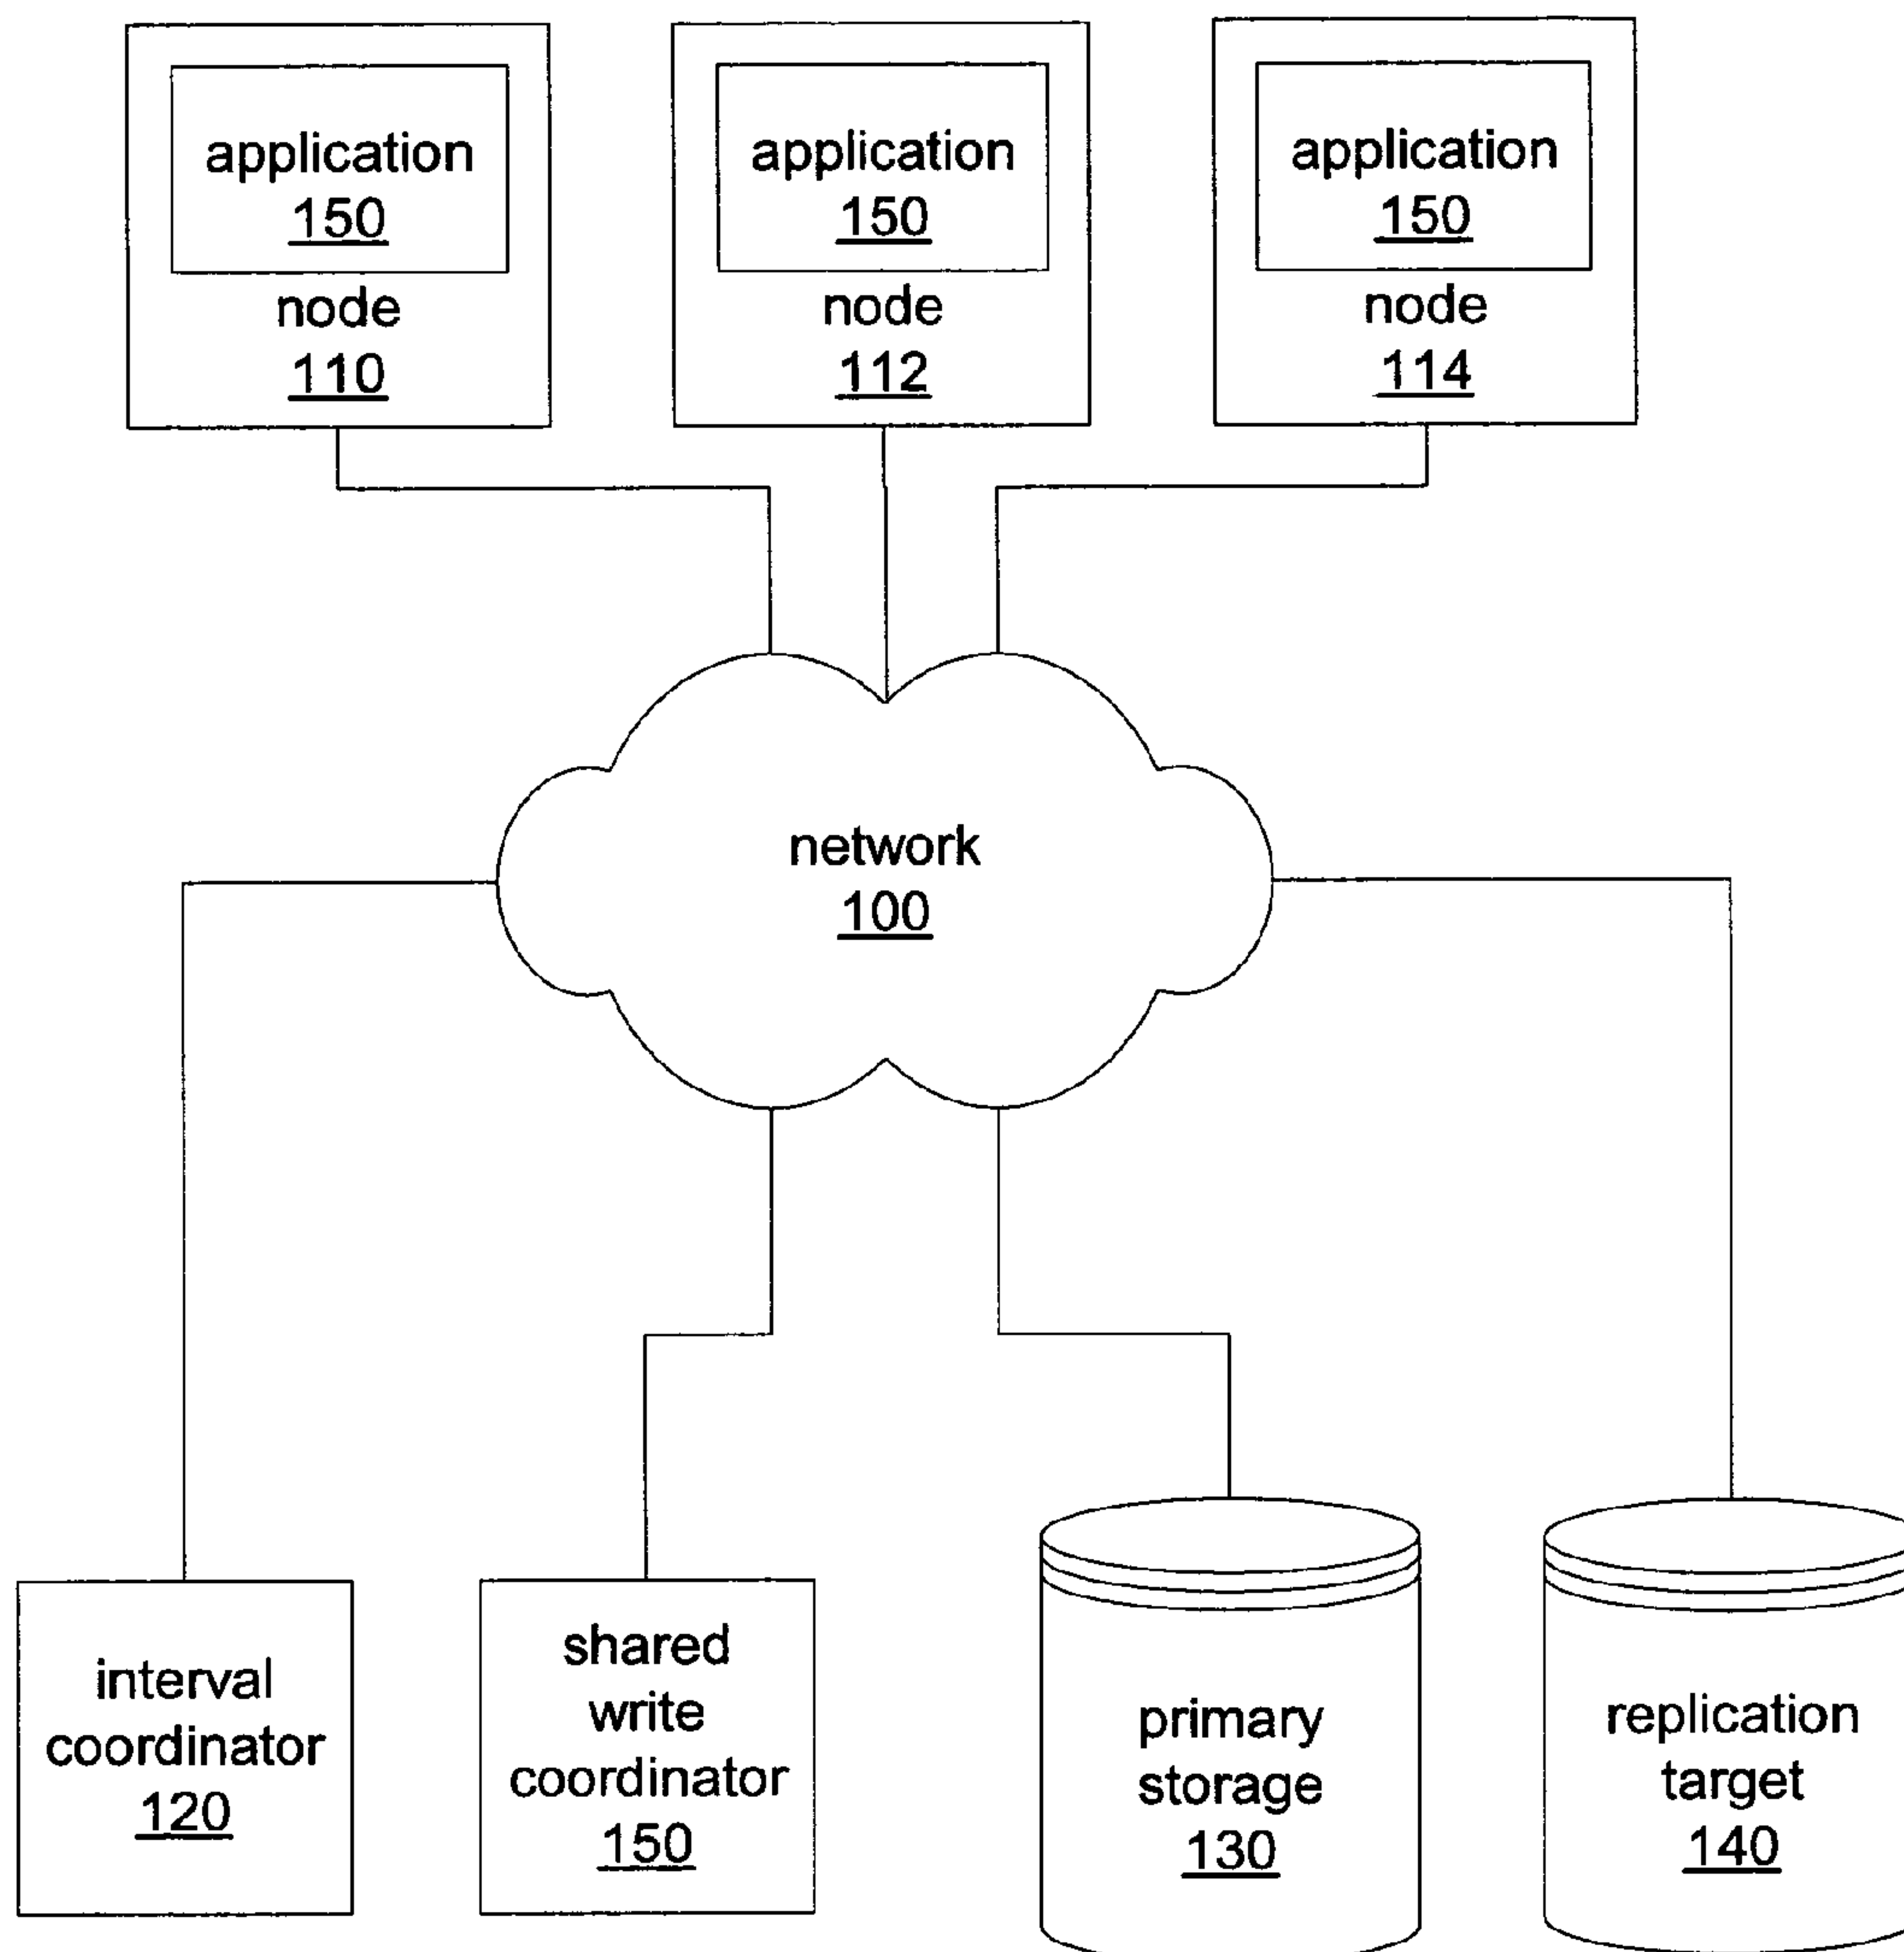 application
150
node
110
application
150
node
112
application
150
node
114
network
100
interval
coordinator
120
shared
write
coordinator
150
primary
storage
130
replication
target
140